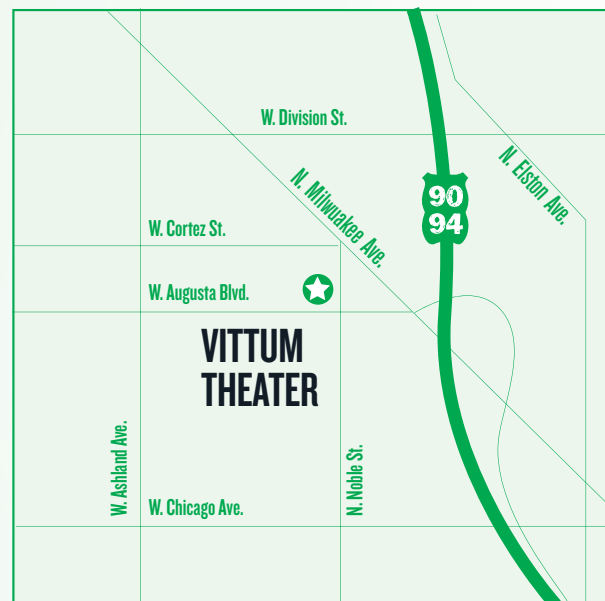 W. Division St.
N. Elston Ave.
90
94
N. Milwuakee Ave.
W. Cortez St.
W. Augusta Blvd.
VITTUM
THEATER
W. Ashland Ave.
N. Noble St.
W. Chicago Ave.